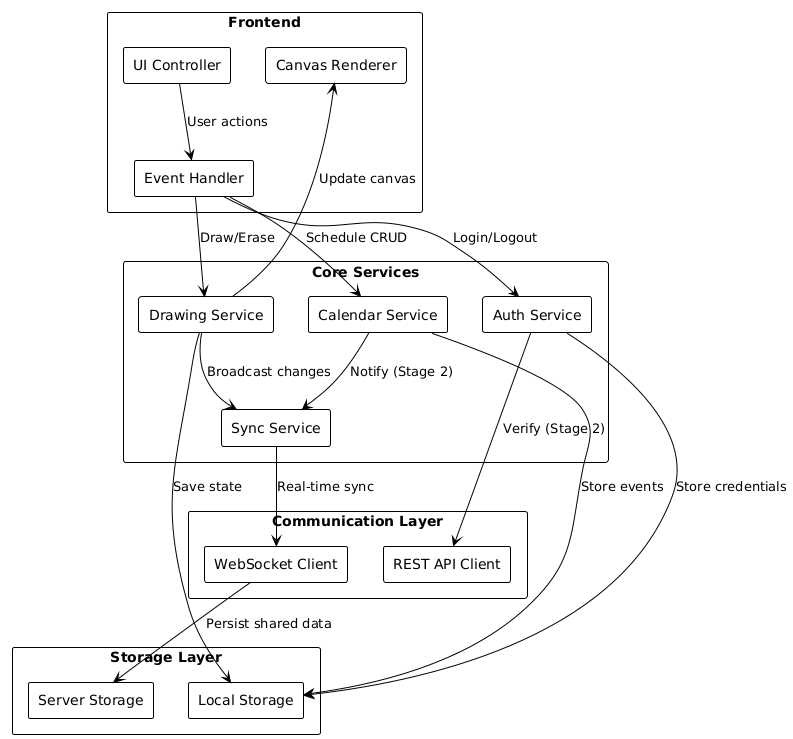 Frontend
UI Controller
Canvas Renderer
User actions
Event Handler
Update canvas
Draw/Erase
Schedule CRUD
Login/Logout
Core Services
Drawing Service
Calendar Service
Auth Service
Broadcast changes
Notify (Stage 2)
Sync Service
Verify (Stage 2)
Save state
Real-time sync
Store events
Store credentials
Communication Layer
WebSocket Client
REST API Client
Persist shared data
Storage Layer
Server Storage
Local Storage